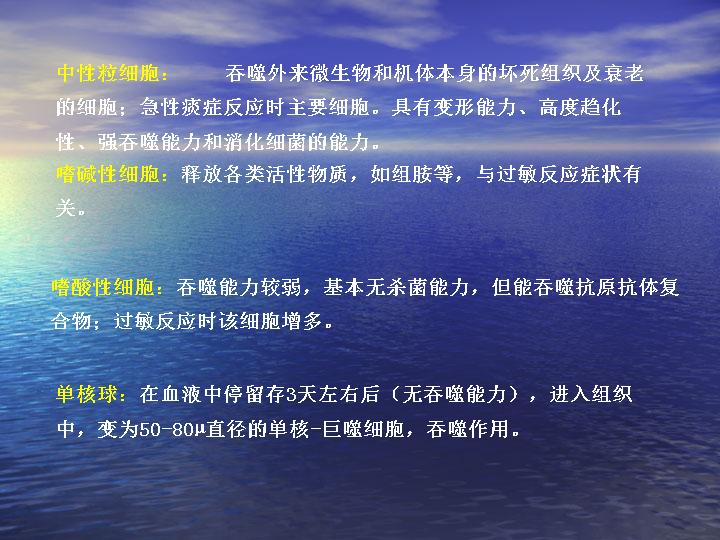 中性粒细胞： 吞噬外来微生物和机体本身的坏死组织及衰老
的细胞；急性痰症反应时主要细胞。具有变形能力、高度趋化
性、强吞噬能力和消化细菌的能力。
嗜碱性细胞：释放各类活性物质，如组胺等，与过敏反应症状有
关。
嗜酸性细胞：吞噬能力较弱，基本无杀菌能力，但能吞噬抗原抗体复
合物；过敏反应时该细胞增多。
单核球：在血液中停留存3天左右后（无吞噬能力），进入组织
中，变为50-80μ直径的单核-巨噬细胞，吞噬作用。